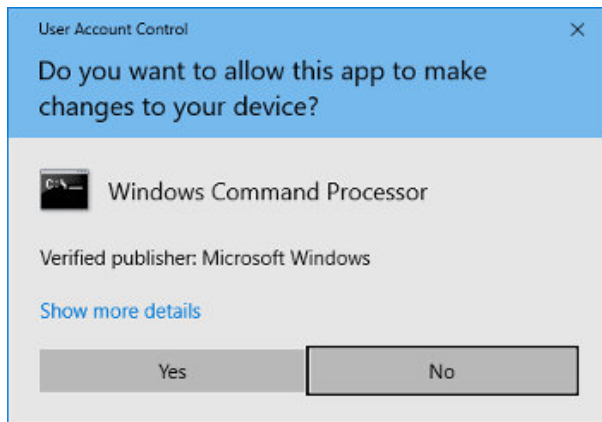 User Account Control
Do you want to allow this app to make
changes to your device?
C:\
Windows Command Processor
Verified publisher: Microsoft Windows
Show more details
Yes
No